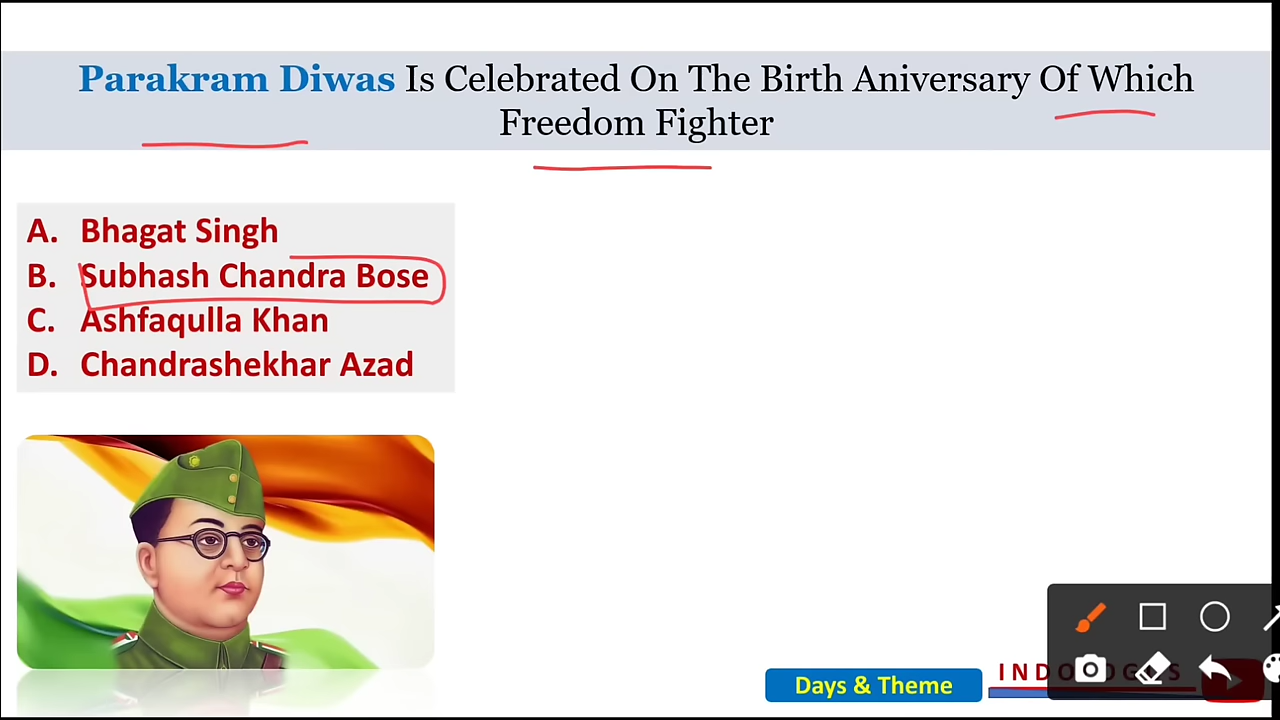 Parakram Diwas Is Celebrated On The Birth Aniversary Of Which
Freedom Fighter
A. Bhagat Singh
B. Subhash Chandra Bose
C. Ashfaqulla Khan
D. Chandrashekhar Azad
Days & Theme